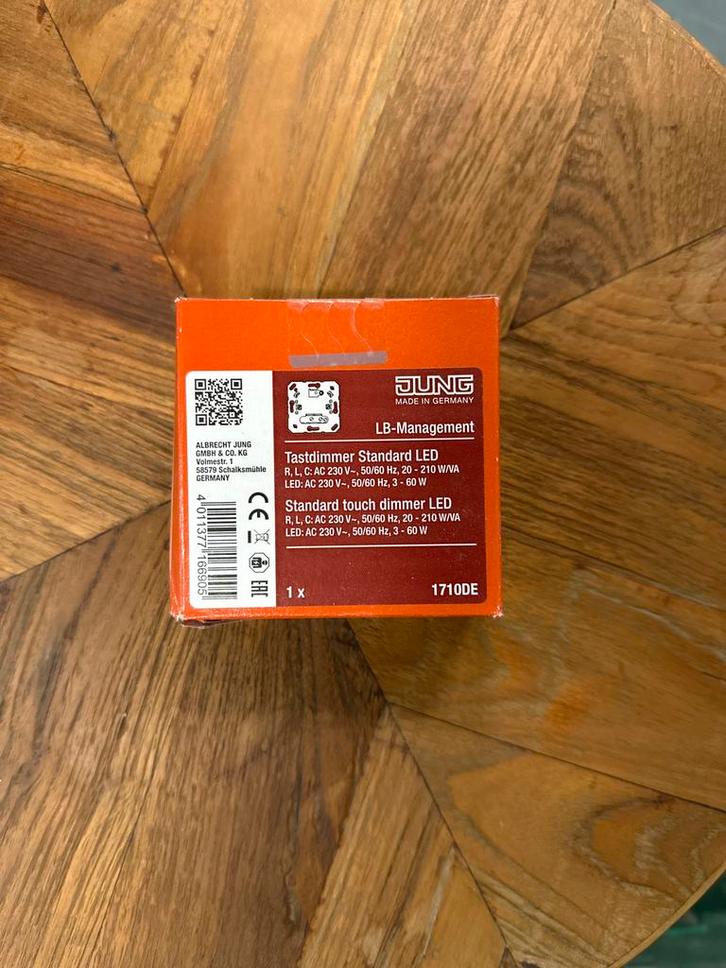 JUNG
MADE IN GERMANY
LB-Management
ALBRECHT JUNG
GMBH & CO. KG
Volmestr. 1
58579 Schalksmühle
GERMANY
CE
EAC
4 011377 166905
Tastdimmer Standard LED
R, L, C: AC 230 V~, 50/60 Hz, 20 - 210 W/VA
LED: AC 230 V~, 50/60 Hz, 3 - 60 W
Standard touch dimmer LED
R, L, C: AC 230 V~, 50/60 Hz, 20 - 210 W/VA
LED: AC 230 V~, 50/60 Hz, 3 - 60 W
1 x
1710DE